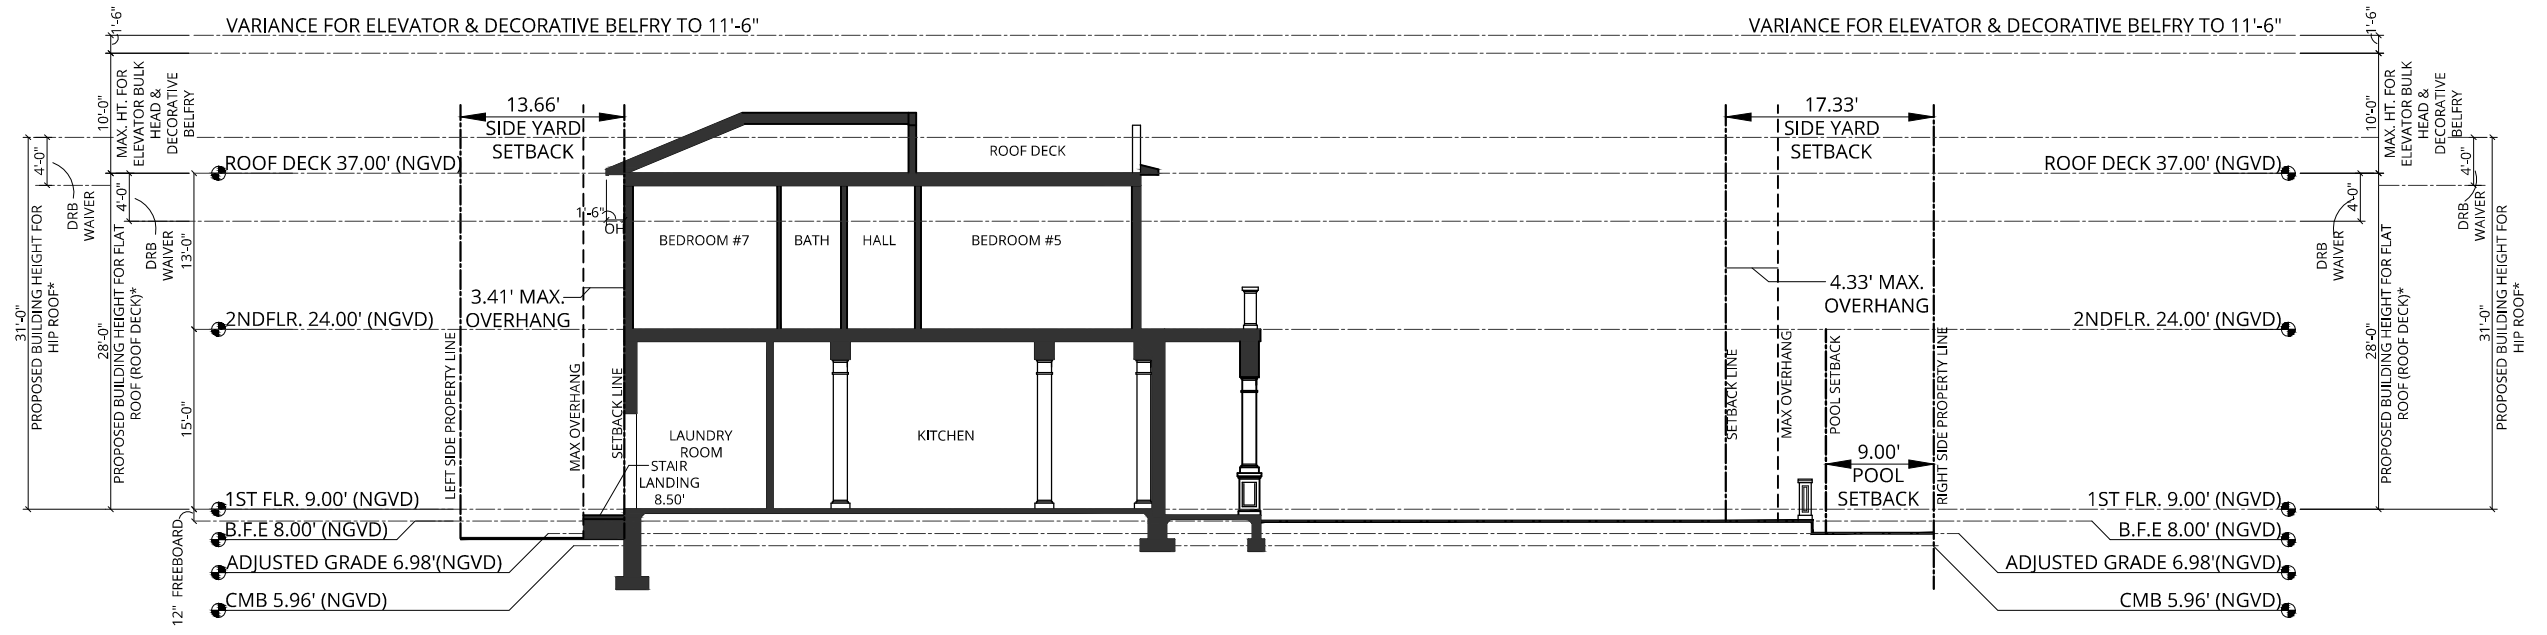 VARIANCE FOR ELEVATOR & DECORATIVE BELFRY TO 11'-6"
VARIANCE FOR ELEVATOR & DECORATIVE BELFRY TO 11'-6"
1'-6"
10'-0"
MAX. HT. FOR
ELEVATOR BULK
HEAD &
DECORATIVE
BELFRY
4'-0"
DRB
WAIVER
4'-0"
DRB
WAIVER
31'-0"
PROPOSED BUILDING HEIGHT FOR
HIP ROOF*
28'-0"
PROPOSED BUILDING HEIGHT FOR FLAT
ROOF (ROOF DECK)*
13'-0"
15'-0"
12" FREEBOARD
ROOF DECK 37.00' (NGVD)
2NDFLR. 24.00' (NGVD)
1ST FLR. 9.00' (NGVD)
B.F.E 8.00' (NGVD)
ADJUSTED GRADE 6.98'(NGVD)
CMB 5.96' (NGVD)
13.66'
SIDE YARD
SETBACK
3.41' MAX.
OVERHANG
LEFT SIDE PROPERTY LINE
MAX OVERHANG
SETBACK LINE
1'-6"
OH
ROOF DECK
BEDROOM #7
BATH
HALL
BEDROOM #5
LAUNDRY
ROOM
STAIR
LANDING
8.50'
KITCHEN
17.33'
SIDE YARD
SETBACK
4.33' MAX.
OVERHANG
SETBACK LINE
MAX OVERHANG
POOL SETBACK
RIGHT SIDE PROPERTY LINE
9.00'
POOL
SETBACK
ROOF DECK 37.00' (NGVD)
2NDFLR. 24.00' (NGVD)
1ST FLR. 9.00' (NGVD)
B.F.E 8.00' (NGVD)
ADJUSTED GRADE 6.98'(NGVD)
CMB 5.96' (NGVD)
1'-6"
10'-0"
MAX. HT. FOR
ELEVATOR BULK
HEAD &
DECORATIVE
BELFRY
4'-0"
DRB
WAIVER
4'-0"
DRB
WAIVER
28'-0"
PROPOSED BUILDING HEIGHT FOR FLAT
ROOF (ROOF DECK)*
31'-0"
PROPOSED BUILDING HEIGHT FOR
HIP ROOF*